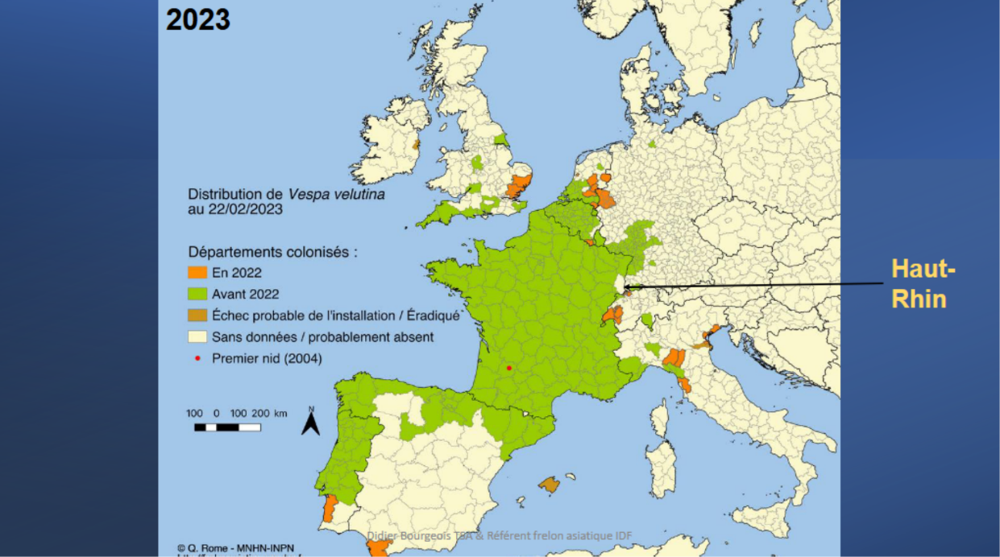 2023
Distribution de Vespa velutina
au 22/02/2023
Départements colonisés :
En 2022
Avant 2022
Échec probable de l'installation / Éradiqué
Sans données / probablement absent
Premier nid (2004)
100 0 100 200 km
N
Haut-
Rhin
Didier Bourgeois TSA & Référent frelon asiatique IDF
© Q. Rome - MNHN-INPN